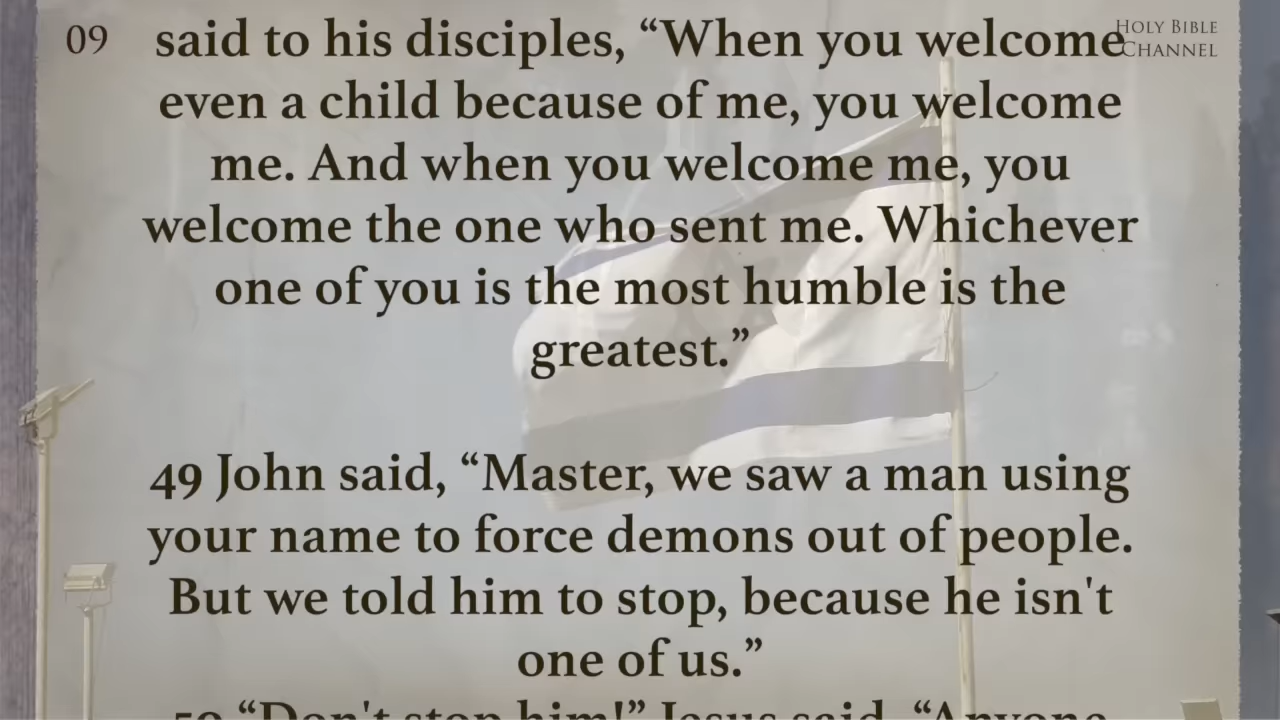 09
HOLY BIBLE
CHANNEL
said to his disciples, “When you welcome
even a child because of me, you welcome
me. And when you welcome me, you
welcome the one who sent me. Whichever
one of you is the most humble is the
greatest.”
49 John said, “Master, we saw a man using
your name to force demons out of people.
But we told him to stop, because he isn't
one of us.”
50 “Don't stop him!” Jesus said, “Anyone